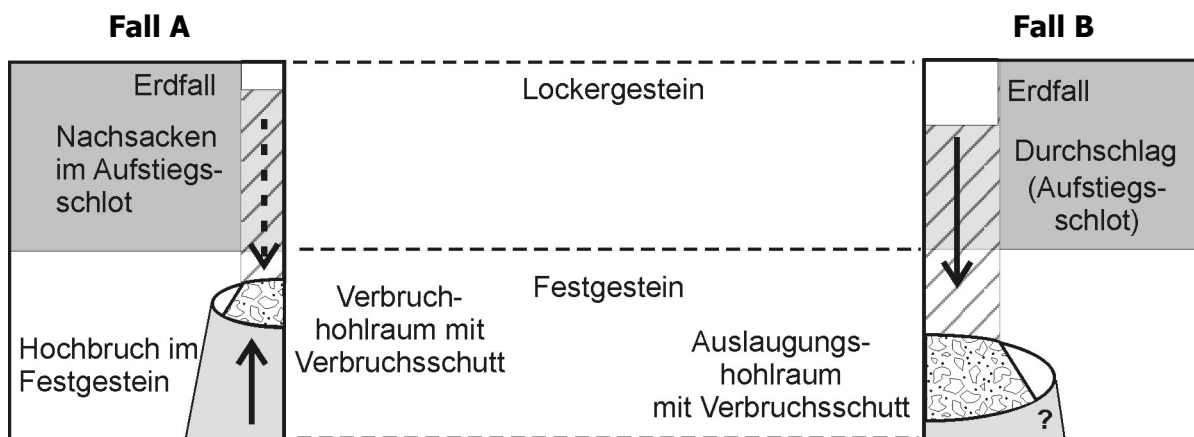 Fall A
Fall B
Erdfall
Nachsacken
im Aufstiegs-
schlot
Hochbruch im
Festgestein
Lockergestein
Festgestein
Verbruch-
hohlraum mit
Verbruchsschutt
Auslaugungs-
hohlraum
mit Verbruchsschutt
Erdfall
Durchschlag
(Aufstiegs-
schlot)
?